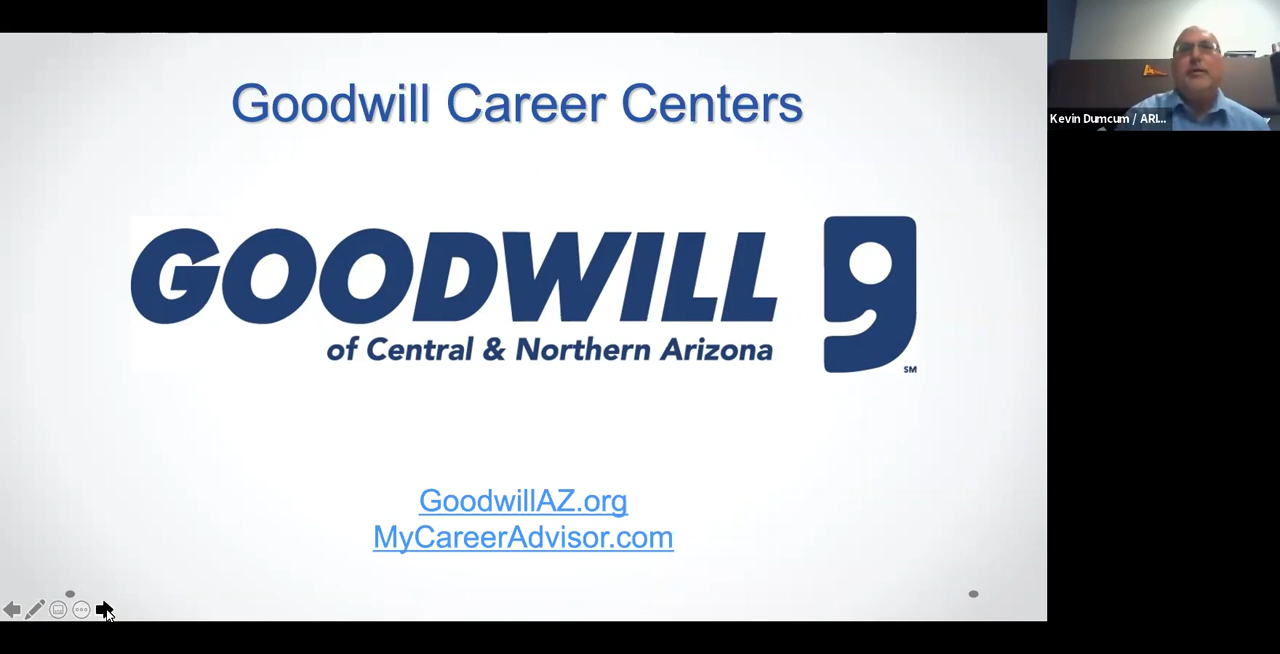 Goodwill Career Centers
GOODWILL
of Central & Northern Arizona
SM
GoodwillAZ.org
MyCareerAdvisor.com
Kevin Dumcum / ARI...